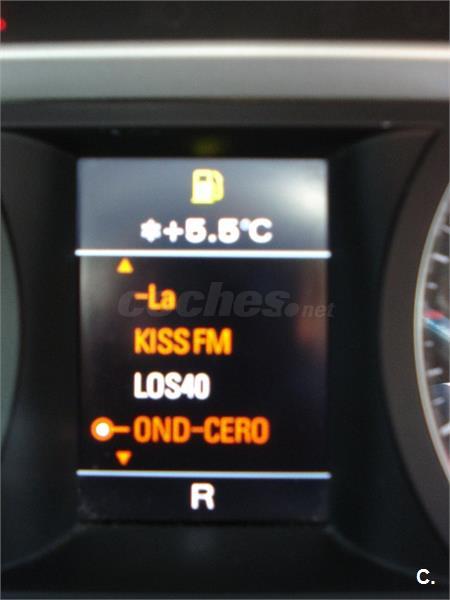 ❄+5.5°C
-La
coches.net
KISS FM
LOS40
OND-CERO
R
C.